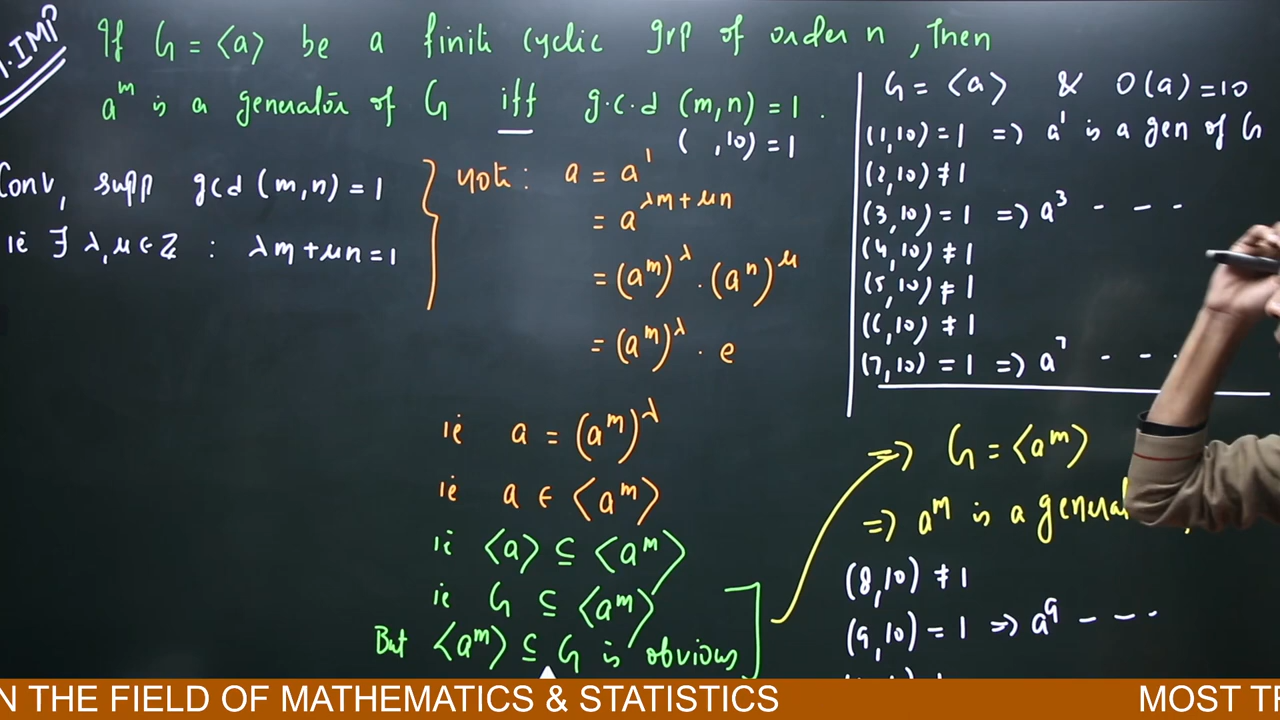 V.IMP
If G = <a> be a finite cyclic grp of order n, then
a^m is a generator of G iff g.c.d (m,n) = 1.
( ,10) = 1
Conv, supp gcd (m,n) = 1
ie ∃ λ,μ ∈ Z : λm + μn = 1
Note: a = a^1
= a^{λm + μn}
= (a^m)^λ . (a^n)^μ
= (a^m)^λ . e
ie a = (a^m)^λ
ie a ∈ <a^m>
ie <a> ⊆ <a^m>
ie G ⊆ <a^m>
But <a^m> ⊆ G is obvious
G = <a> & O(a) = 10
(1,10) = 1 => a^1 is a gen of G
(2,10) ≠ 1
(3,10) = 1 => a^3 - - -
(4,10) ≠ 1
(5,10) ≠ 1
(6,10) ≠ 1
(7,10) = 1 => a^7 - - -
=> G = <a^m>
=> a^m is a generat
(8,10) ≠ 1
(9,10) = 1 => a^9 - - -
N THE FIELD OF MATHEMATICS & STATISTICS MOST TR